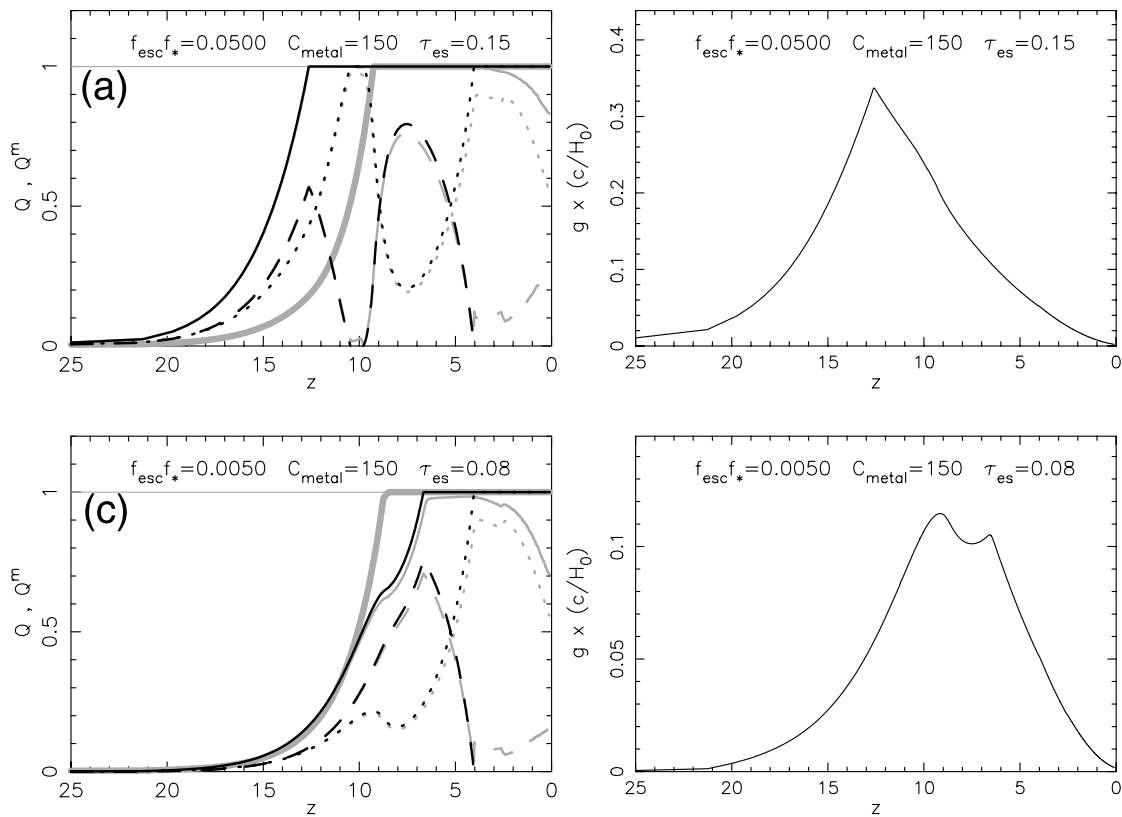 f_esc f_*=0.0500 C_metal=150 τ_es=0.15
(a)
1
0.5
0
Q , Q^m
25 20 15 10 5 0
z
f_esc f_*=0.0500 C_metal=150 τ_es=0.15
0.4
0.3
0.2
0.1
0
g x (c/H_0)
25 20 15 10 5 0
z
f_esc f_*=0.0050 C_metal=150 τ_es=0.08
(c)
1
0.5
0
Q , Q^m
25 20 15 10 5 0
z
f_esc f_*=0.0050 C_metal=150 τ_es=0.08
0.1
0.05
0
g x (c/H_0)
25 20 15 10 5 0
z